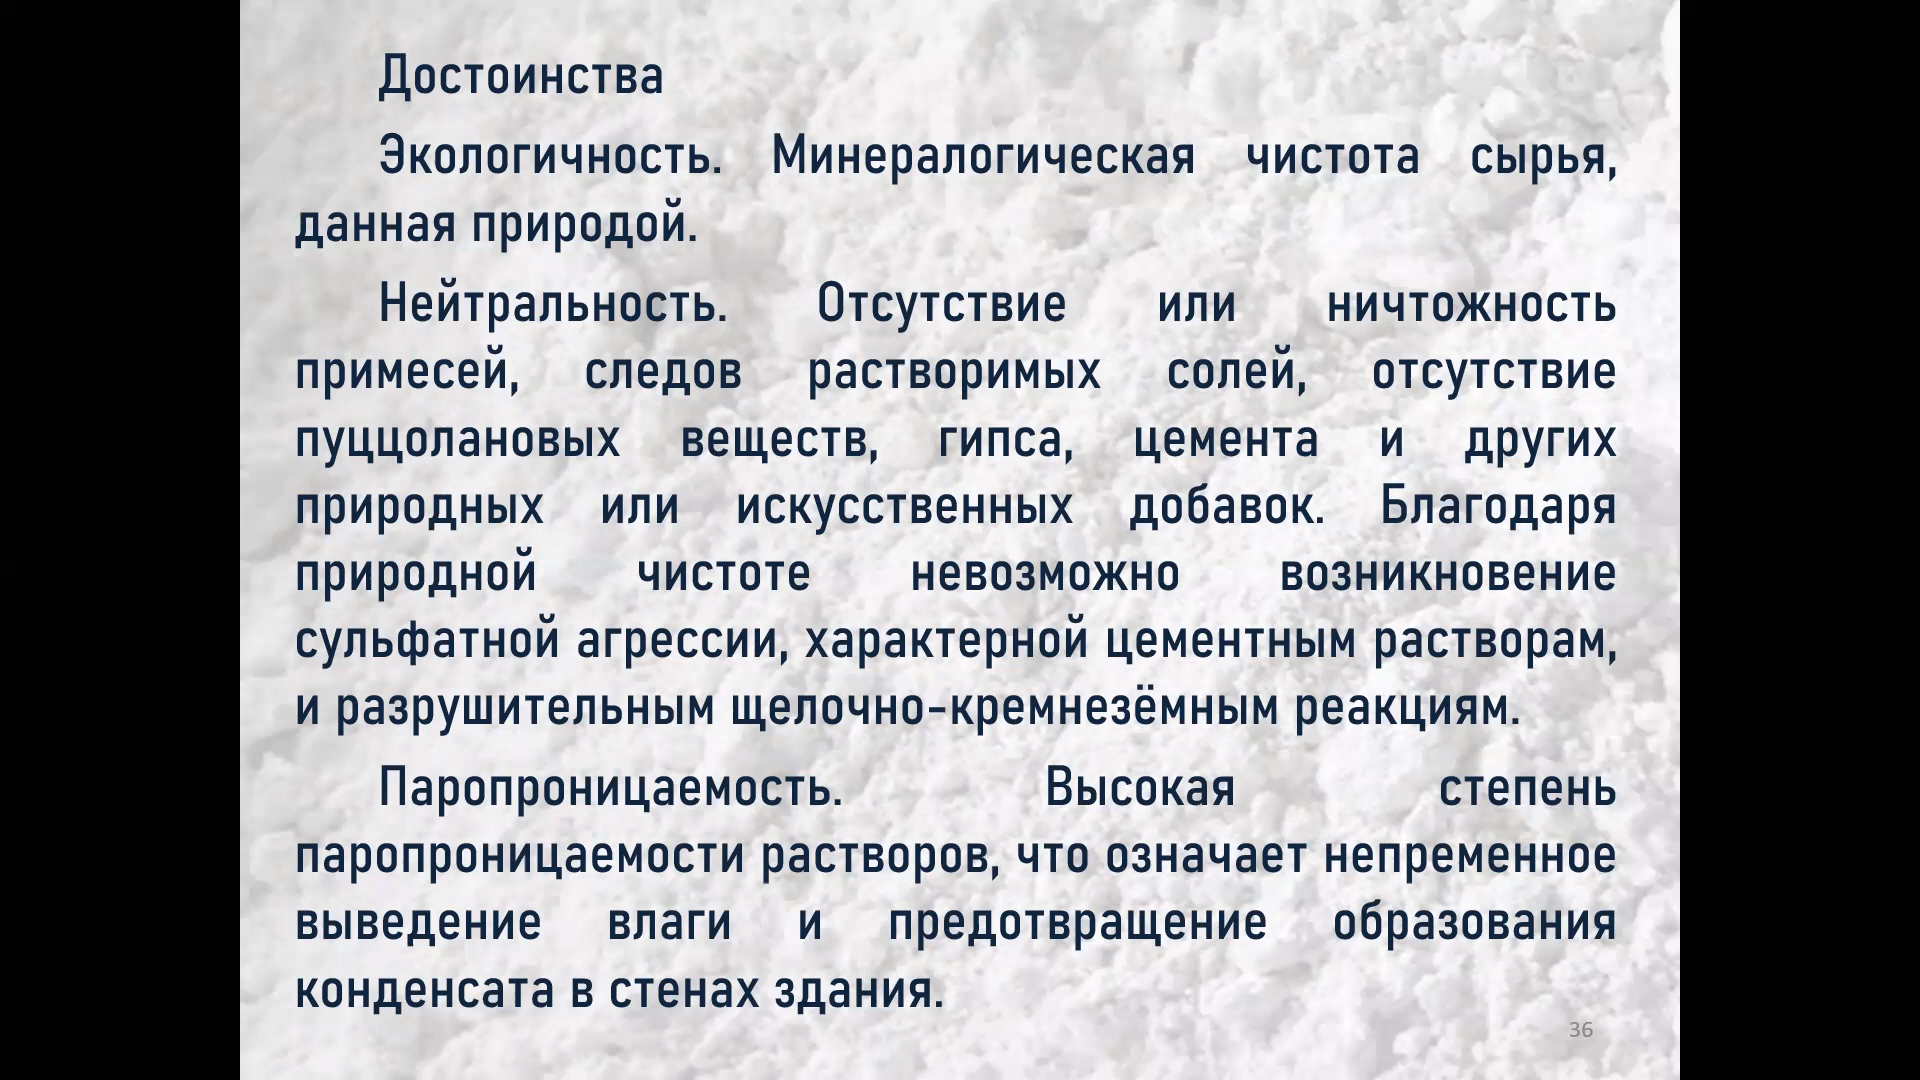 Достоинства
Экологичность. Минералогическая чистота сырья,
данная природой.
Нейтральность. Отсутствие или ничтожность
примесей, следов растворимых солей, отсутствие
пуццолановых веществ, гипса, цемента и других
природных или искусственных добавок. Благодаря
природной чистоте невозможно возникновение
сульфатной агрессии, характерной цементным растворам,
и разрушительным щелочно-кремнезёмным реакциям.
Паропроницаемость. Высокая степень
паропроницаемости растворов, что означает непременное
выведение влаги и предотвращение образования
конденсата в стенах здания.
36